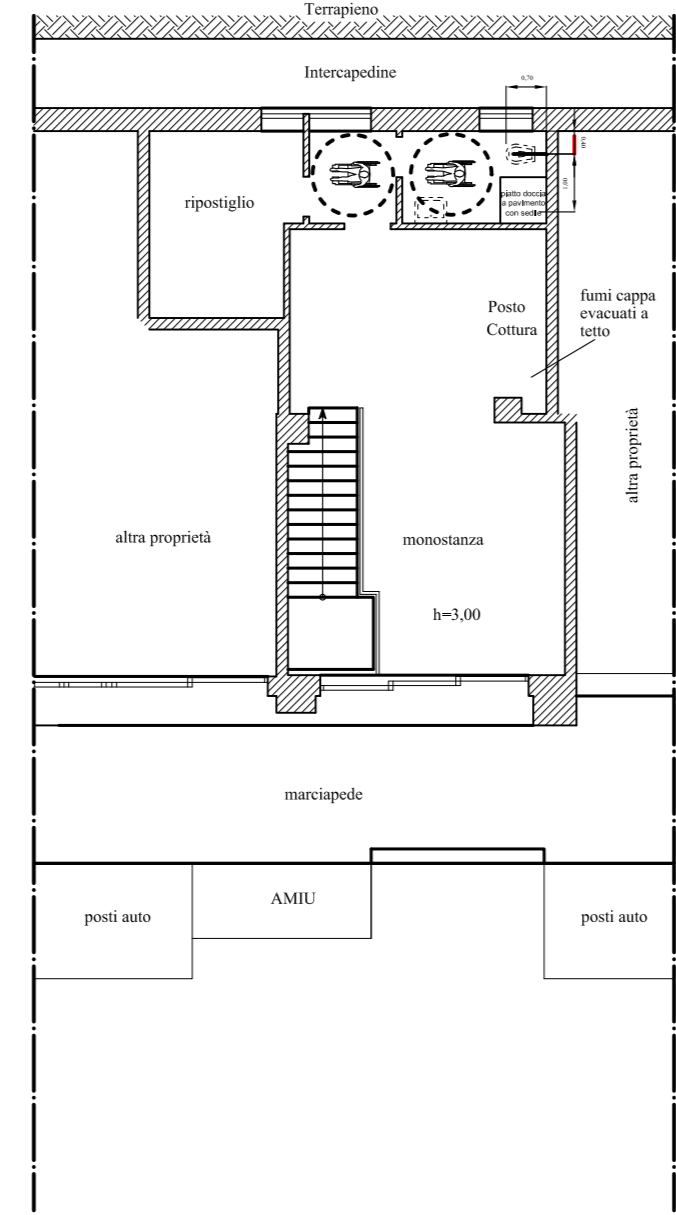 Terrapieno
Intercapedine
0,70
0,40
1,00
ripostiglio
piatto doccia
a pavimento
con sedile
Posto
Cottura
fumi cappa
evacuati a
tetto
altra proprietà
altra proprietà
monostanza
h=3,00
marciapede
AMIU
posti auto
posti auto